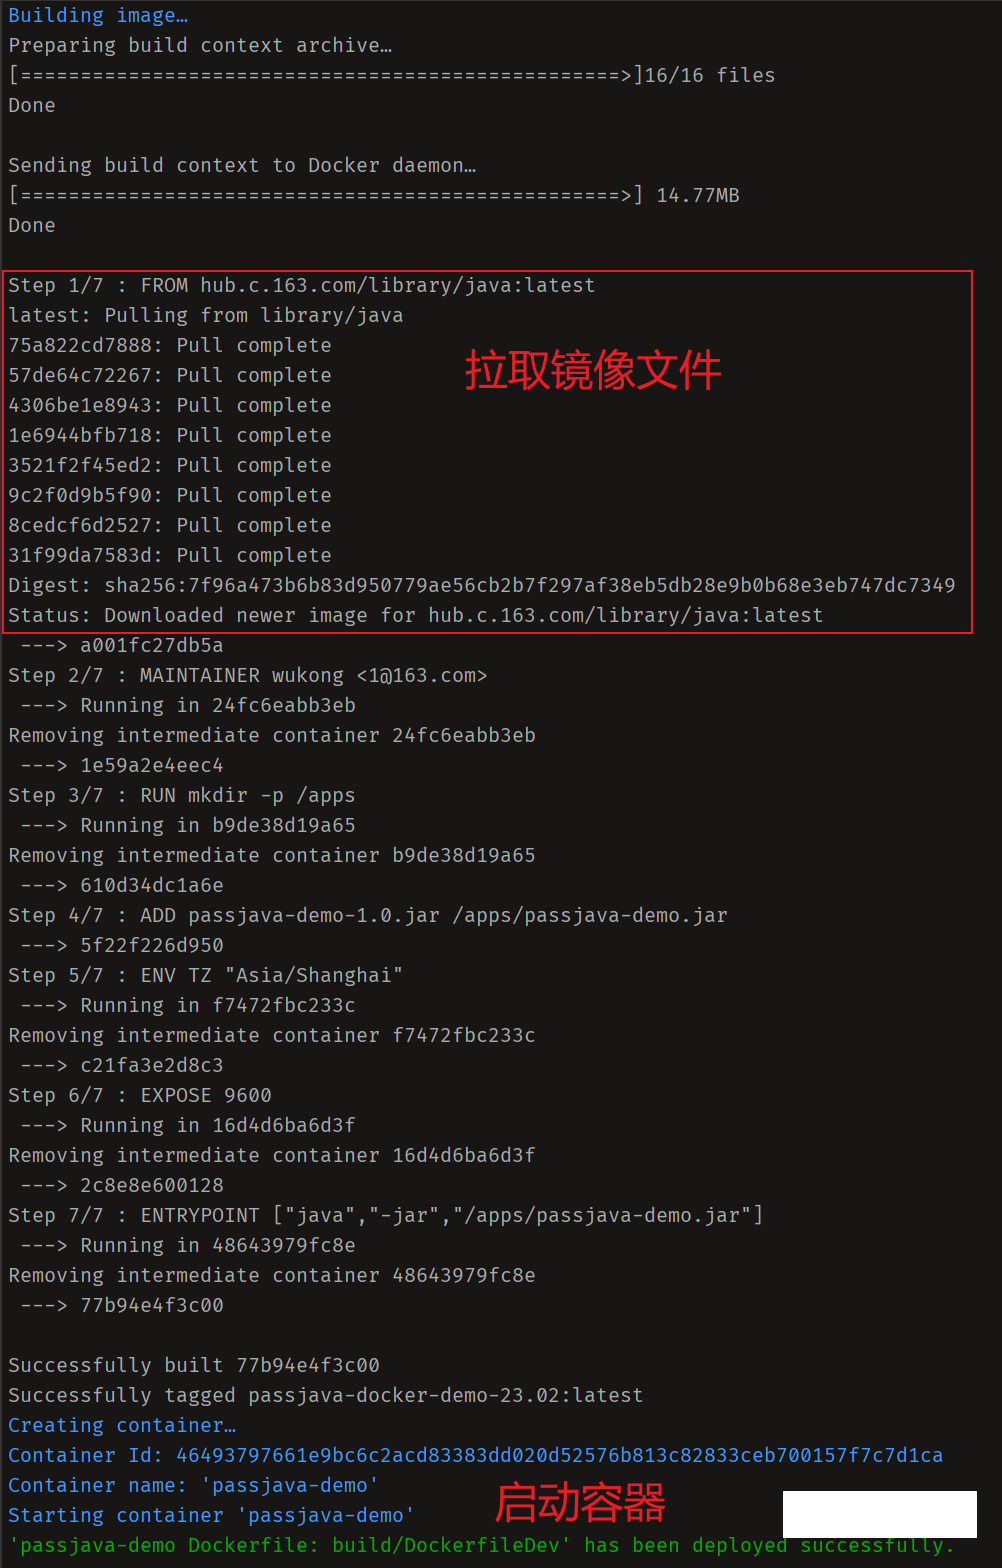 Building image…
Preparing build context archive…
[==================================================>]16/16 files
Done
Sending build context to Docker daemon…
[==================================================>] 14.77MB
Done
Step 1/7 : FROM hub.c.163.com/library/java:latest
latest: Pulling from library/java
75a822cd7888: Pull complete
拉取镜像文件
57de64c72267: Pull complete
4306be1e8943: Pull complete
1e6944bfb718: Pull complete
3521f2f45ed2: Pull complete
9c2f0d9b5f90: Pull complete
8cedcf6d2527: Pull complete
31f99da7583d: Pull complete
Digest: sha256:7f96a473b6b83d950779ae56cb2b7f297af38eb5db28e9b0b68e3eb747dc7349
Status: Downloaded newer image for hub.c.163.com/library/java:latest
 ---> a001fc27db5a
Step 2/7 : MAINTAINER wukong <1@163.com>
 ---> Running in 24fc6eabb3eb
Removing intermediate container 24fc6eabb3eb
 ---> 1e59a2e4eec4
Step 3/7 : RUN mkdir -p /apps
 ---> Running in b9de38d19a65
Removing intermediate container b9de38d19a65
 ---> 610d34dc1a6e
Step 4/7 : ADD passjava-demo-1.0.jar /apps/passjava-demo.jar
 ---> 5f22f226d950
Step 5/7 : ENV TZ "Asia/Shanghai"
 ---> Running in f7472fbc233c
Removing intermediate container f7472fbc233c
 ---> c21fa3e2d8c3
Step 6/7 : EXPOSE 9600
 ---> Running in 16d4d6ba6d3f
Removing intermediate container 16d4d6ba6d3f
 ---> 2c8e8e600128
Step 7/7 : ENTRYPOINT ["java","-jar","/apps/passjava-demo.jar"]
 ---> Running in 48643979fc8e
Removing intermediate container 48643979fc8e
 ---> 77b94e4f3c00
Successfully built 77b94e4f3c00
Successfully tagged passjava-docker-demo-23.02:latest
Creating container…
Container Id: 46493797661e9bc6c2acd83383dd020d52576b813c82833ceb700157f7c7d1ca
Container name: 'passjava-demo'
启动容器
Starting container 'passjava-demo'
'passjava-demo Dockerfile: build/DockerfileDev' has been deployed successfully.